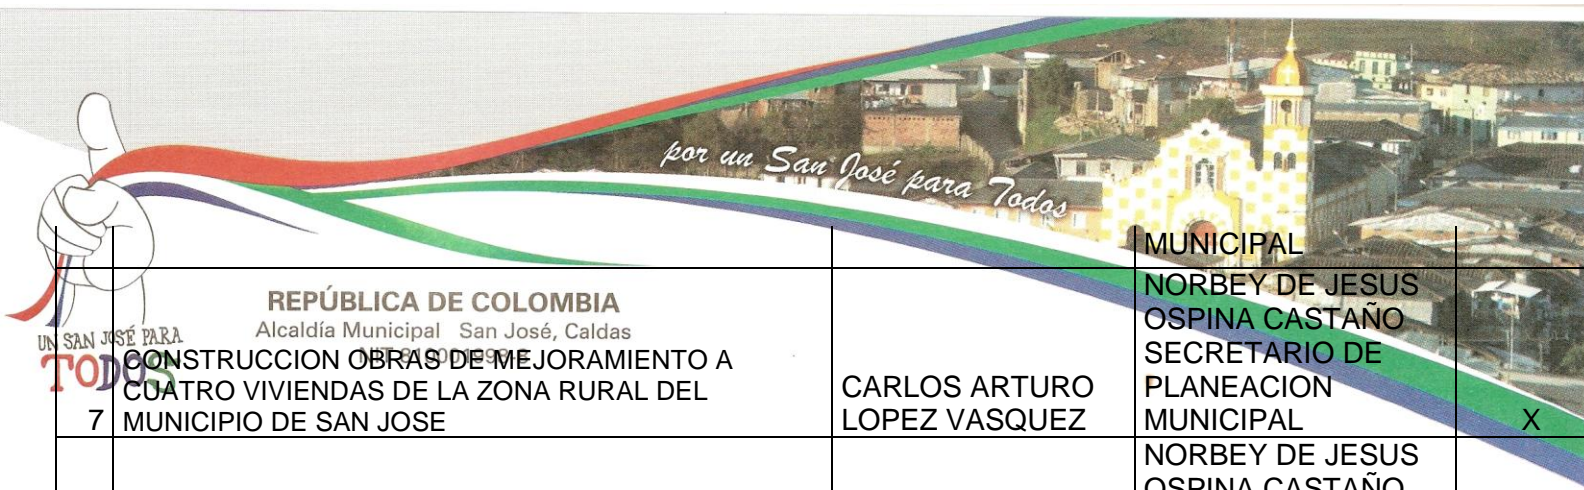 por un San José para Todos
MUNICIPAL
REPÚBLICA DE COLOMBIA
Alcaldía Municipal San José, Caldas
UN SAN JOSÉ PARA
TODOS
7
CONSTRUCCION OBRAS DE MEJORAMIENTO A
CUATRO VIVIENDAS DE LA ZONA RURAL DEL
MUNICIPIO DE SAN JOSE
CARLOS ARTURO
LOPEZ VASQUEZ
NORBEY DE JESUS
OSPINA CASTAÑO
SECRETARIO DE
PLANEACION
MUNICIPAL
X
NORBEY DE JESUS
OSPINA CASTAÑO